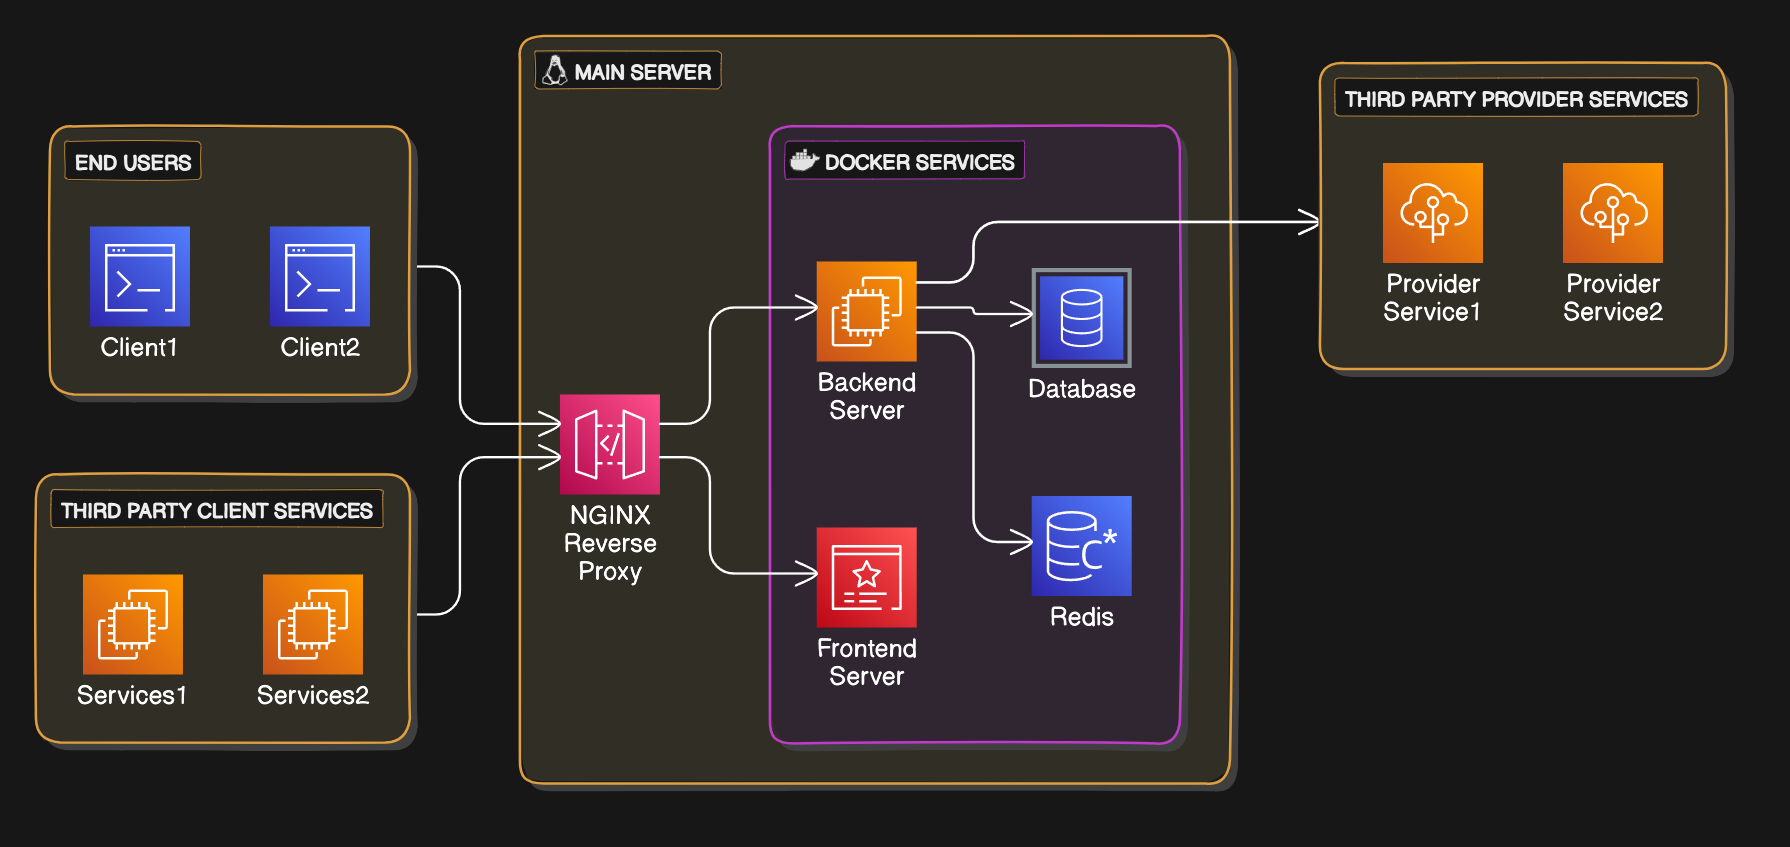 MAIN SERVER
THIRD PARTY PROVIDER SERVICES
END USERS
DOCKER SERVICES
Client1
Client2
Provider
Service1
Provider
Service2
Backend
Server
Database
THIRD PARTY CLIENT SERVICES
NGINX
Reverse
Proxy
</>
C*
Redis
Frontend
Server
Services1
Services2